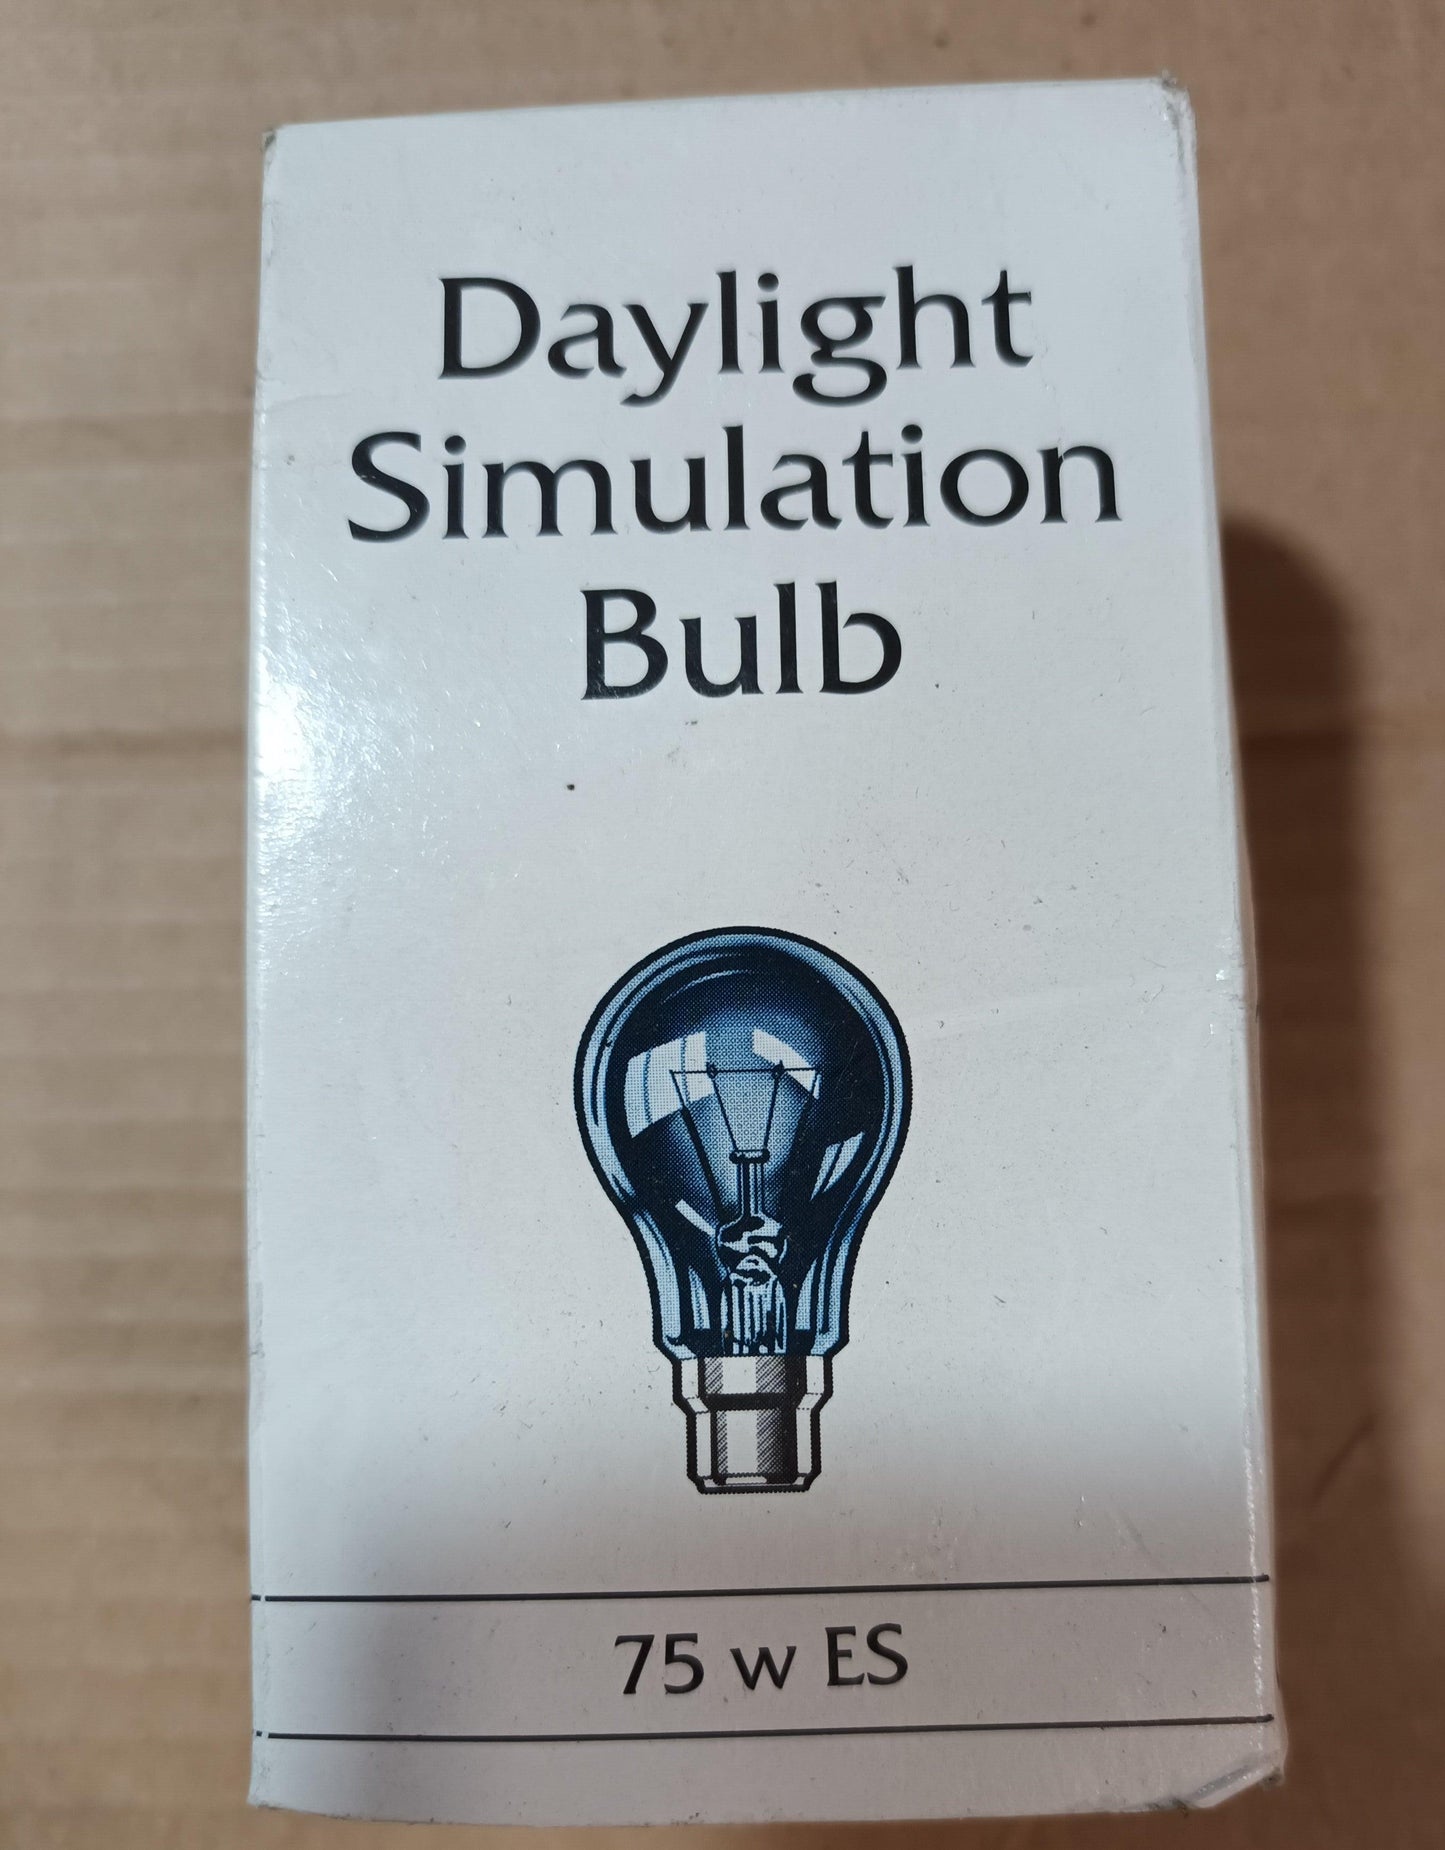 Daylight
Simulation
Bulb
75 w ES